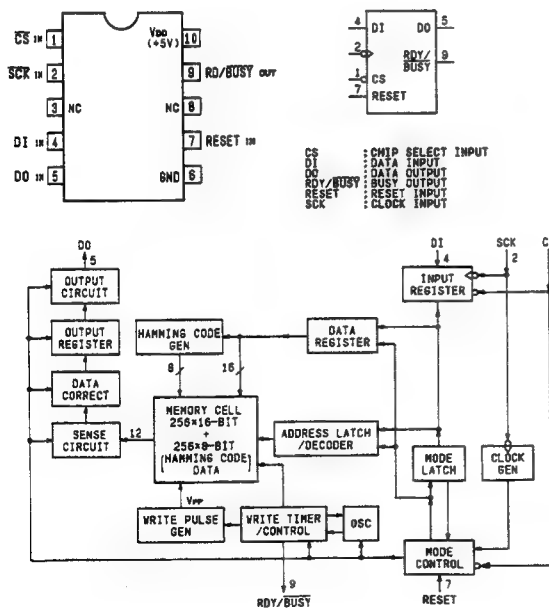 CS IN 1
SCK IN 2
3 NC
DI IN 4
DO IN 5
VDD
(+5V) 10
9 RD/BUSY OUT
NC 8
7 RESET IN
GND 6
4 DI DO 5
2
RDY/
BUSY 9
1 CS
7 RESET
CS : CHIP SELECT INPUT
DI : DATA INPUT
DO : DATA OUTPUT
RDY/BUSY : BUSY OUTPUT
RESET : RESET INPUT
SCK : CLOCK INPUT
DO
5
OUTPUT
CIRCUIT
OUTPUT
REGISTER
DATA
CORRECT
SENSE
CIRCUIT
12
HAMMING CODE
GEN
8
16
DATA
REGISTER
MEMORY CELL
256×16-BIT
+
256×8-BIT
(HAMMING CODE
DATA)
ADDRESS LATCH
/DECODER
VPP
WRITE PULSE
GEN
WRITE TIMER
/CONTROL
OSC
9
RDY/BUSY
DI
4
SCK
2
C
INPUT
REGISTER
MODE
LATCH
CLOCK
GEN
MODE
CONTROL
7
RESET